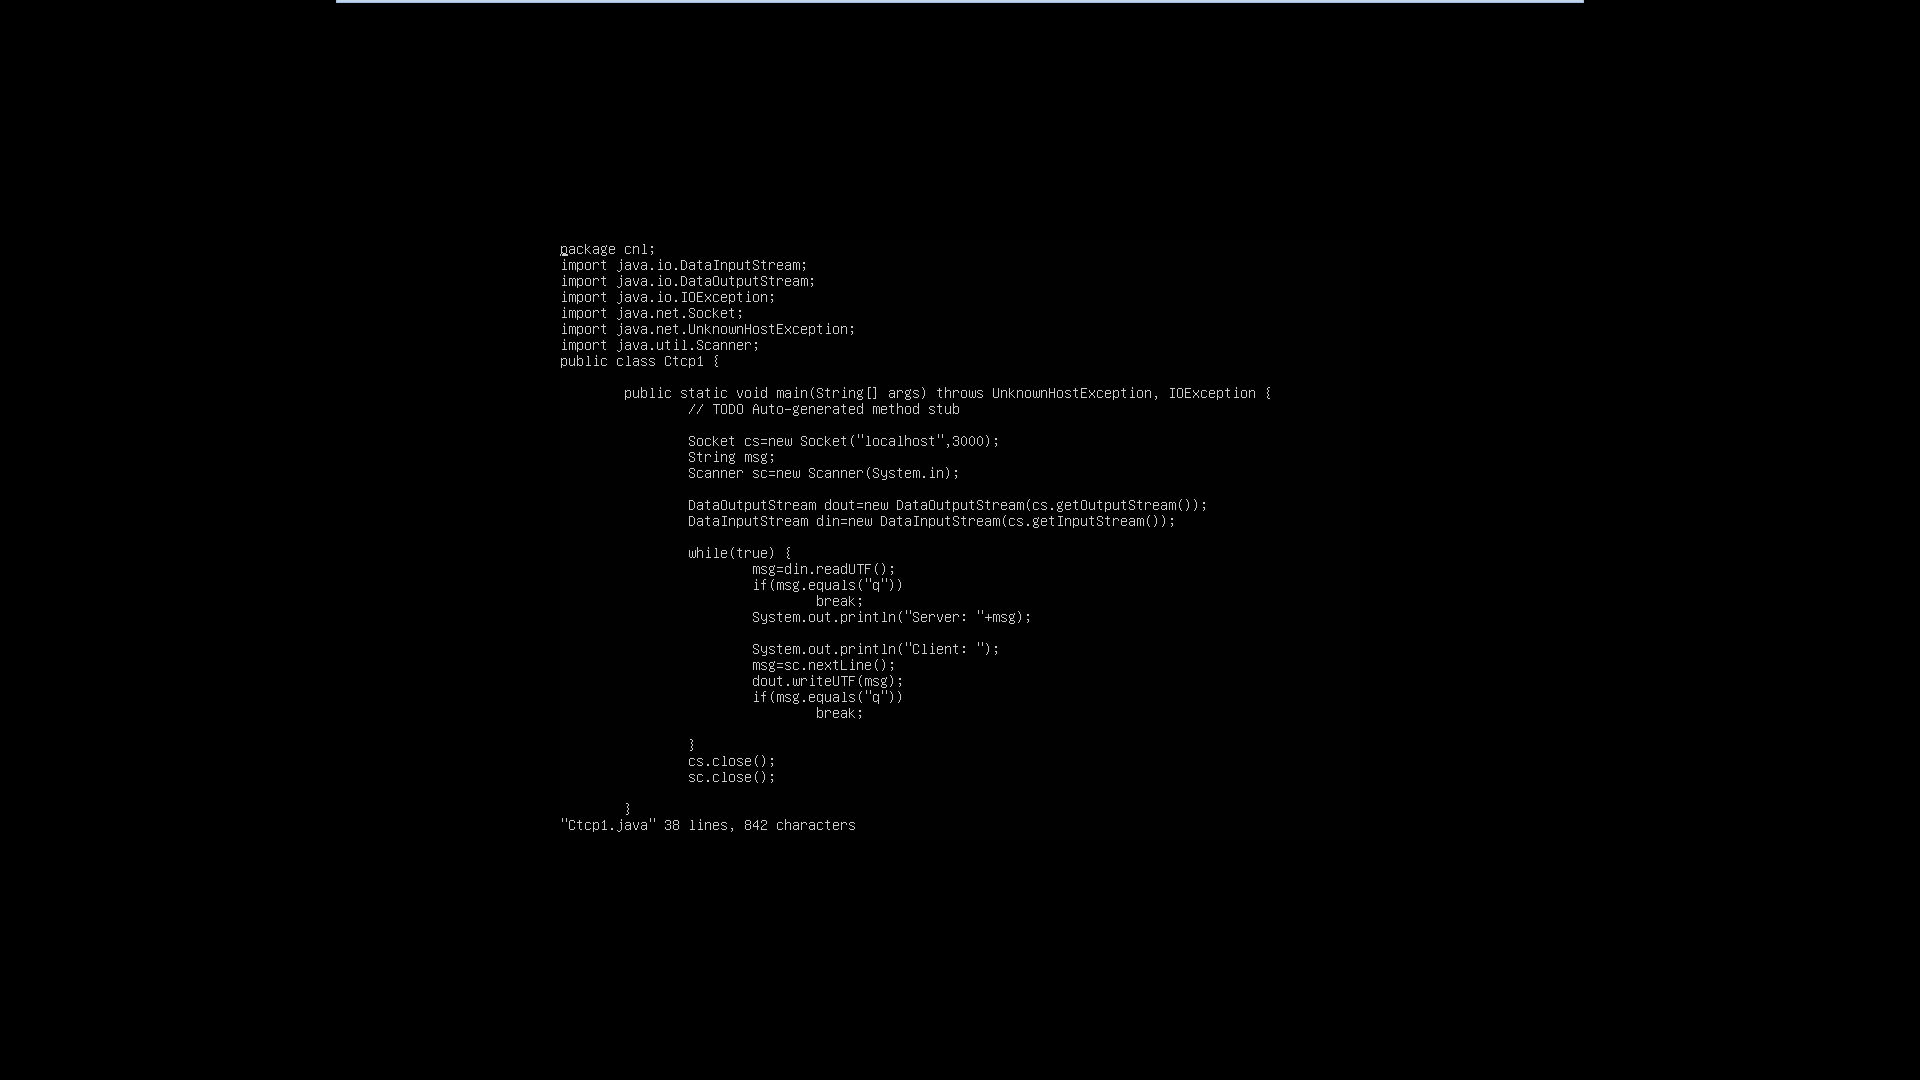 package cnl;
import java.io.DataInputStream;
import java.io.DataOutputStream;
import java.io.IOException;
import java.net.Socket;
import java.net.UnknownHostException;
import java.util.Scanner;
public class Ctcp1 {
public static void main(String[] args) throws UnknownHostException, IOException {
// TODO Auto-generated method stub
Socket cs=new Socket("localhost",3000);
String msg;
Scanner sc=new Scanner(System.in);
DataOutputStream dout=new DataOutputStream(cs.getOutputStream());
DataInputStream din=new DataInputStream(cs.getInputStream());
while(true) {
msg=din.readUTF();
if(msg.equals("q"))
break;
System.out.println("Server: "+msg);
System.out.println("Client: ");
msg=sc.nextLine();
dout.writeUTF(msg);
if(msg.equals("q"))
break;
}
cs.close();
sc.close();
}
"Ctcp1.java" 38 lines, 842 characters